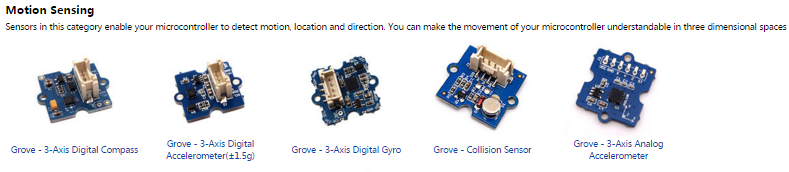 Motion Sensing
Sensors in this category enable your microcontroller to detect motion, location and direction. You can make the movement of your microcontroller understandable in three dimensional spaces
Grove - 3-Axis Digital Compass
Grove - 3-Axis Digital
Accelerometer(±1.5g)
Grove - 3-Axis Digital Gyro
Grove - Collision Sensor
Grove - 3-Axis Analog
Accelerometer